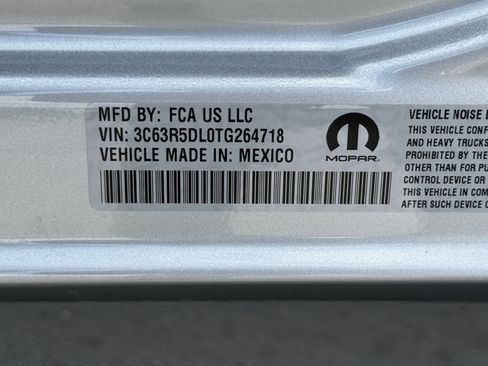 MFD BY: FCA US LLC
VIN: 3C63R5DL0TG264718
VEHICLE MADE IN: MEXICO
MOPAR
VEHICLE NOISE
THIS VEHICLE CONF
AND HEAVY TRUCKS
PROHIBITED BY THE
OTHER THAN FOR PU
CONTROL DEVICE OR
THIS VEHICLE IN COM
AFTER SUCH DEVICE O